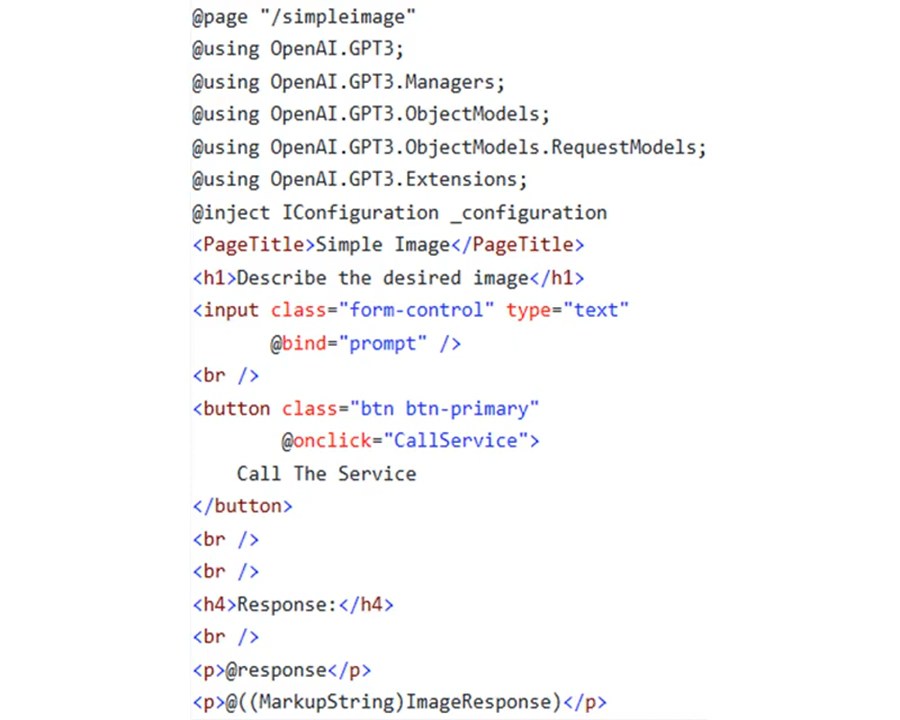 @page "/simpleimage"
@using OpenAI.GPT3;
@using OpenAI.GPT3.Managers;
@using OpenAI.GPT3.ObjectModels;
@using OpenAI.GPT3.ObjectModels.RequestModels;
@using OpenAI.GPT3.Extensions;
@inject IConfiguration _configuration
<PageTitle>Simple Image</PageTitle>
<h1>Describe the desired image</h1>
<input class="form-control" type="text"
       @bind="prompt" />
<br />
<button class="btn btn-primary"
        @onclick="CallService">
    Call The Service
</button>
<br />
<br />
<h4>Response:</h4>
<br />
<p>@response</p>
<p>@((MarkupString)ImageResponse)</p>